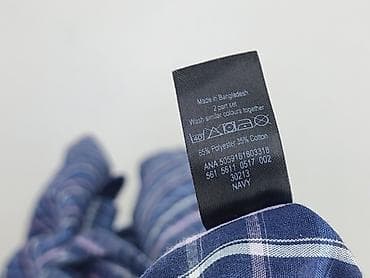 Made in Bangladesh
2 part set
Wash similar colours together
65% Polyester 35% Cotton
ANA 5059161603318
561 5611 0517 002
30213
NAVY